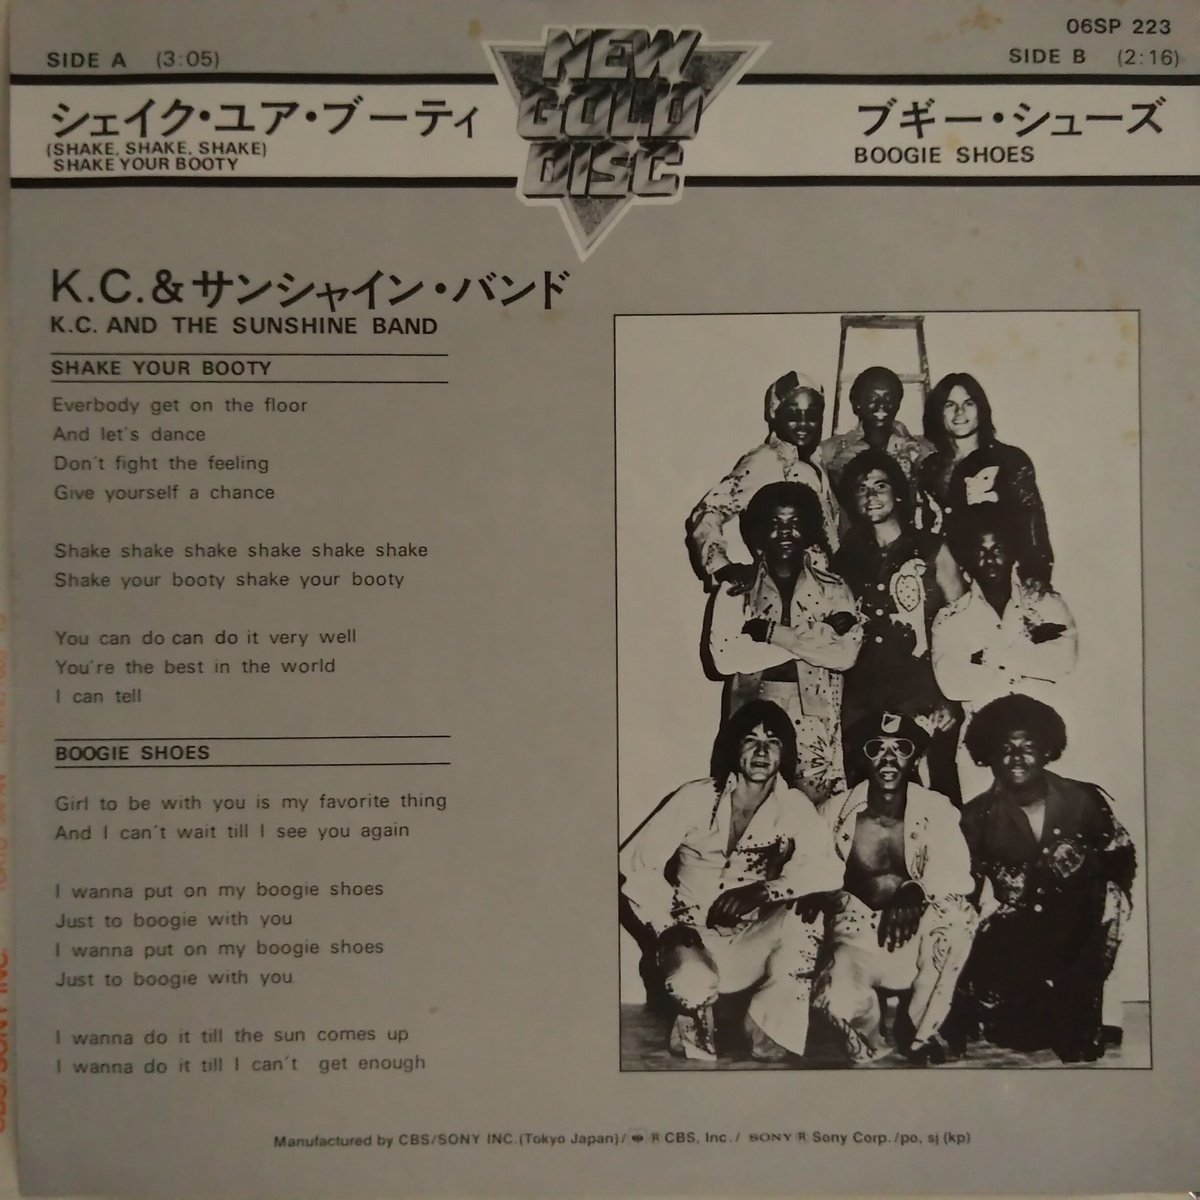 06SP 223
SIDE A (3:05)
SIDE B (2:16)
NEW
GOLD
DISC
シェイク・ユア・ブーティ
(SHAKE, SHAKE, SHAKE)
SHAKE YOUR BOOTY
ブギー・シューズ
BOOGIE SHOES
K.C.&サンシャイン・バンド
K.C. AND THE SUNSHINE BAND
SHAKE YOUR BOOTY
Everbody get on the floor
And let's dance
Don't fight the feeling
Give yourself a chance
Shake shake shake shake shake shake
Shake your booty shake your booty
You can do can do it very well
You're the best in the world
I can tell
BOOGIE SHOES
Girl to be with you is my favorite thing
And I can't wait till I see you again
I wanna put on my boogie shoes
Just to boogie with you
I wanna put on my boogie shoes
Just to boogie with you
I wanna do it till the sun comes up
I wanna do it till I can't get enough
Manufactured by CBS/SONY INC. (Tokyo Japan)/ R CBS, Inc./ SONY R Sony Corp./po, sj (kp)
CBS/SONY INC.